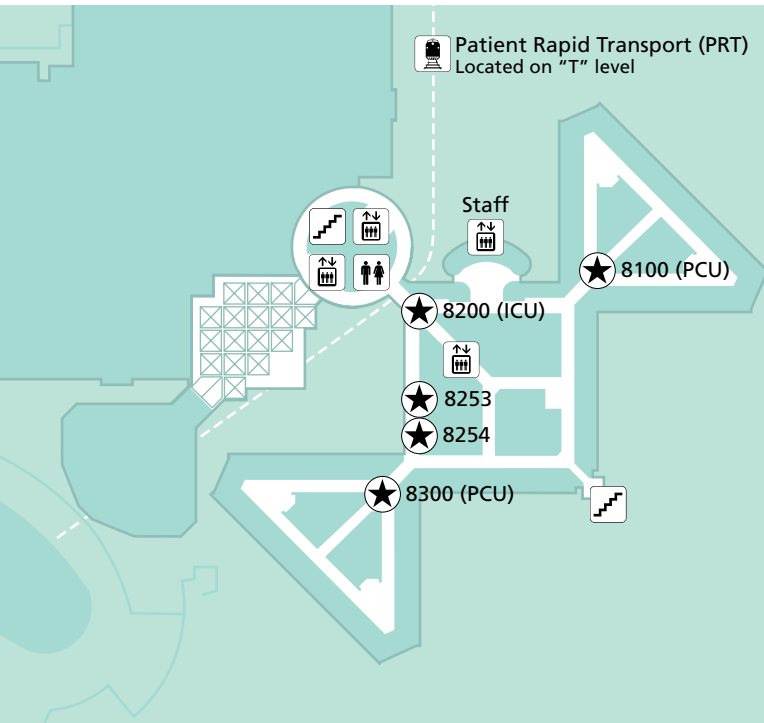 Patient Rapid Transport (PRT)
Located on "T" level
Staff
8100 (PCU)
8200 (ICU)
8253
8254
8300 (PCU)